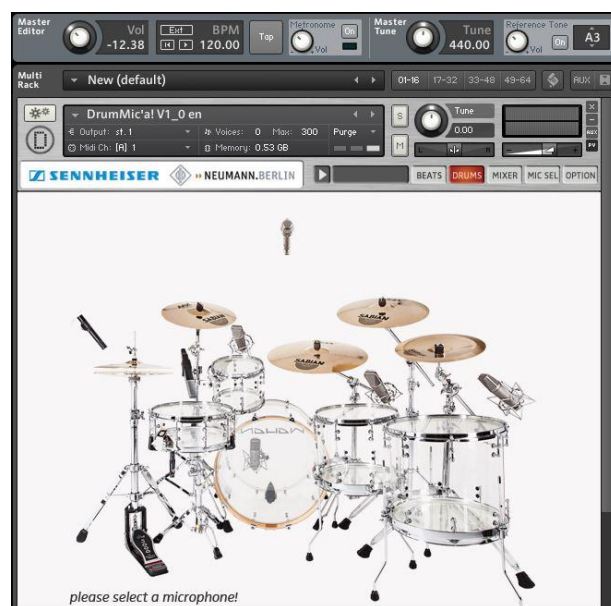 Master Editor Vol -12.38 Ext BPM 120.00 Tap Metronome On Vol Master Tune Tune 440.00 Reference Tone Vol On A3
Multi Rack New (default) 01-16 17-32 33-48 49-64 AUX
DrumMic'a! V1_0 en S Tune 0.00
Output: st. 1 Voices: 0 Max: 300 Purge AUX
Midi Ch: [A] 1 Memory: 0.53 GB M L R PV
SENNHEISER NEUMANN.BERLIN BEATS DRUMS MIXER MIC SEL OPTION
SABIAN
SABIAN
SABIAN
please select a microphone!